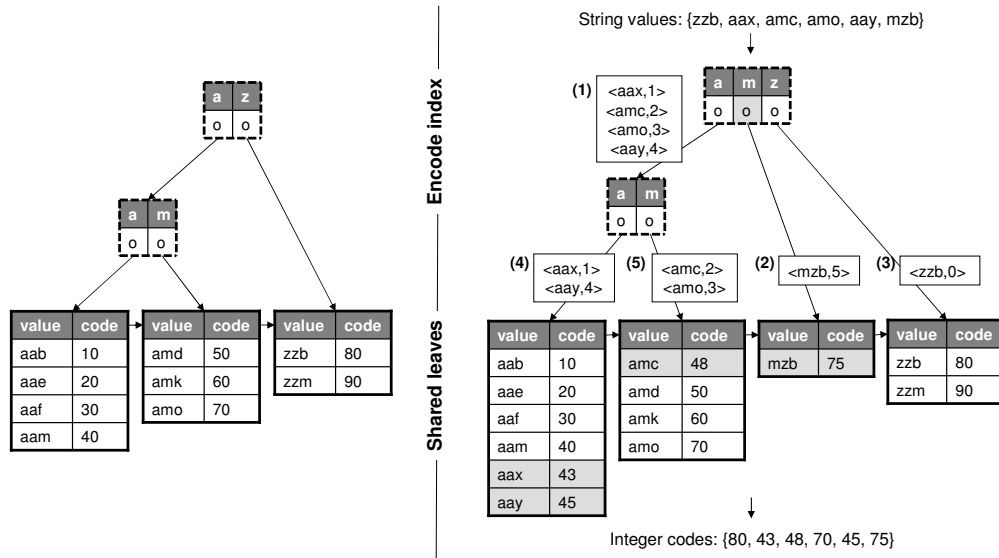 a z
o o
a m
o o
value code
aab 10
aae 20
aaf 30
aam 40
value code
amd 50
amk 60
amo 70
value code
zzb 80
zzm 90
Encode index
Shared leaves
String values: {zzb, aax, amc, amo, aay, mzb}
a m z
o o o
(1)
<aax,1>
<amc,2>
<amo,3>
<aay,4>
a m
o o
(4)
<aax,1>
<aay,4>
(5)
<amc,2>
<amo,3>
(2)
<mzb,5>
(3)
<zzb,0>
value code
aab 10
aae 20
aaf 30
aam 40
aax 43
aay 45
value code
amc 48
amd 50
amk 60
amo 70
value code
mzb 75
value code
zzb 80
zzm 90
Integer codes: {80, 43, 48, 70, 45, 75}